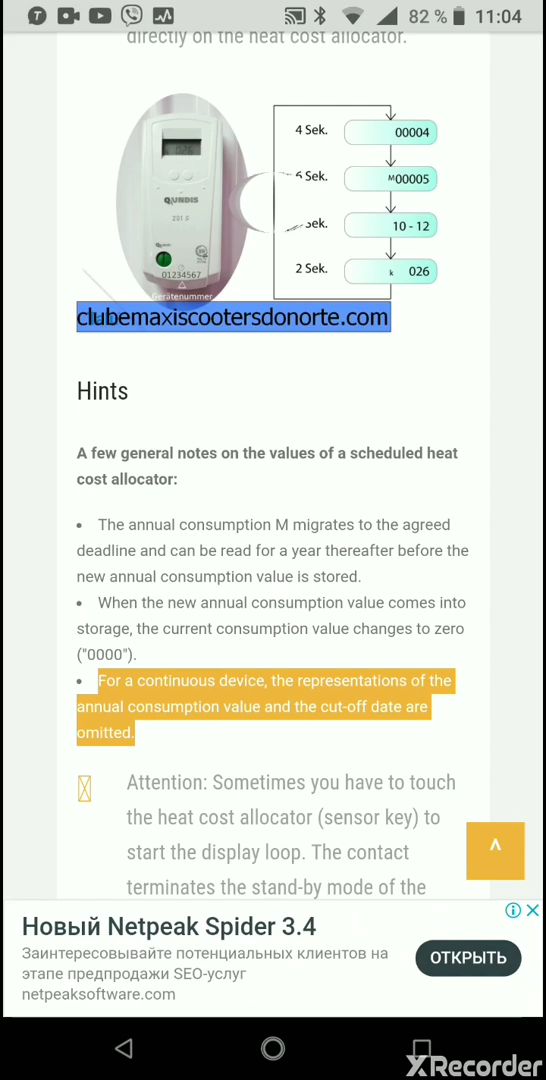 82 % 11:04
directly on the heat cost allocator.
4 Sek. 00004
6 Sek. M00005
Sek. 10 - 12
2 Sek. k 026
QUNDIS
01234567
Gerätenummer
clubemaxiscootersdonorte.com
Hints
A few general notes on the values of a scheduled heat
cost allocator:
• The annual consumption M migrates to the agreed
deadline and can be read for a year thereafter before the
new annual consumption value is stored.
• When the new annual consumption value comes into
storage, the current consumption value changes to zero
("0000").
• For a continuous device, the representations of the
annual consumption value and the cut-off date are
omitted.
Attention: Sometimes you have to touch
the heat cost allocator (sensor key) to
start the display loop. The contact
terminates the stand-by mode of the
Новый Netpeak Spider 3.4
Заинтересовывайте потенциальных клиентов на
этапе предпродажи SEO-услуг
netpeaksoftware.com
ОТКРЫТЬ
XRecorder